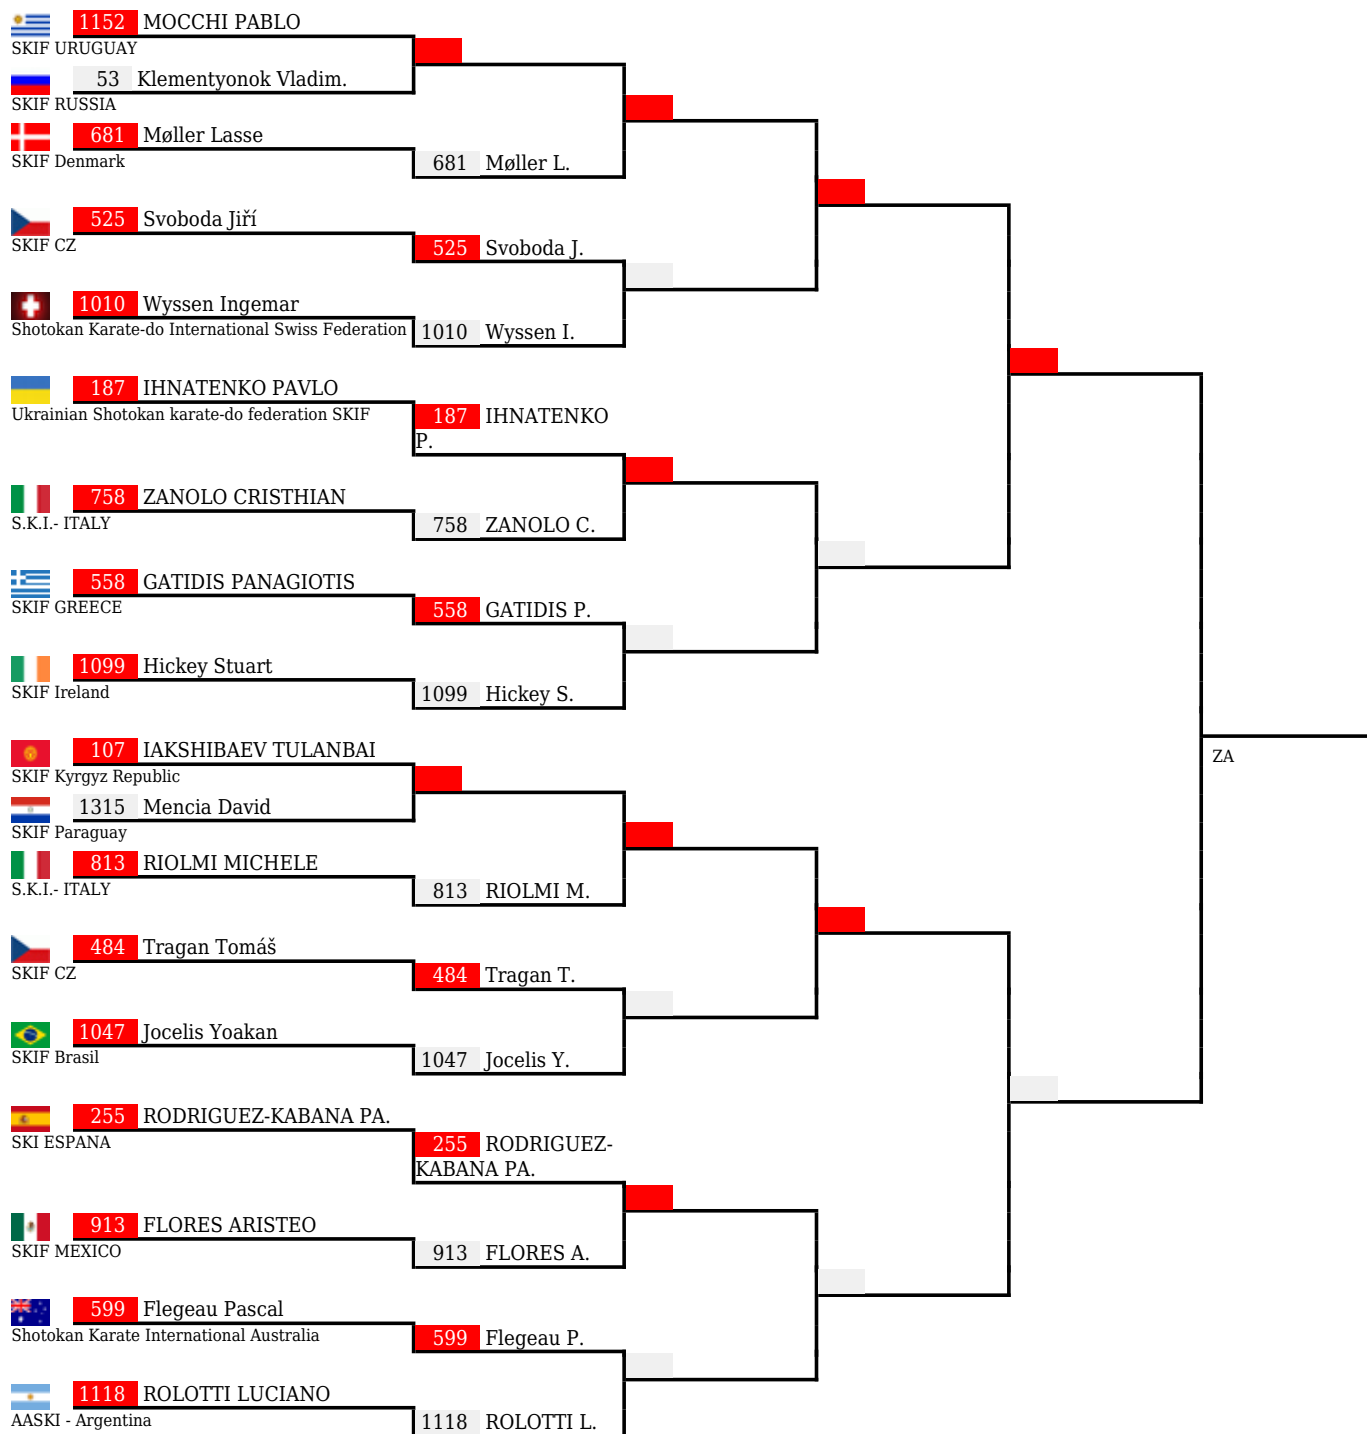 1152 MOCCHI PABLO
SKIF URUGUAY
53 Klementyonok Vladim.
SKIF RUSSIA
681 Møller Lasse
SKIF Denmark
681 Møller L.
525 Svoboda Jiří
SKIF CZ
525 Svoboda J.
1010 Wyssen Ingemar
Shotokan Karate-do International Swiss Federation
1010 Wyssen I.
187 IHNATENKO PAVLO
Ukrainian Shotokan karate-do federation SKIF
187 IHNATENKO
P.
758 ZANOLO CRISTHIAN
S.K.I.- ITALY
758 ZANOLO C.
558 GATIDIS PANAGIOTIS
SKIF GREECE
558 GATIDIS P.
1099 Hickey Stuart
SKIF Ireland
1099 Hickey S.
107 IAKSHIBAEV TULANBAI
SKIF Kyrgyz Republic
ZA
1315 Mencia David
SKIF Paraguay
813 RIOLMI MICHELE
S.K.I.- ITALY
813 RIOLMI M.
484 Tragan Tomáš
SKIF CZ
484 Tragan T.
1047 Jocelis Yoakan
SKIF Brasil
1047 Jocelis Y.
255 RODRIGUEZ-KABANA PA.
SKI ESPANA
255 RODRIGUEZ-
KABANA PA.
913 FLORES ARISTEO
SKIF MEXICO
913 FLORES A.
599 Flegeau Pascal
Shotokan Karate International Australia
599 Flegeau P.
1118 ROLOTTI LUCIANO
AASKI - Argentina
1118 ROLOTTI L.